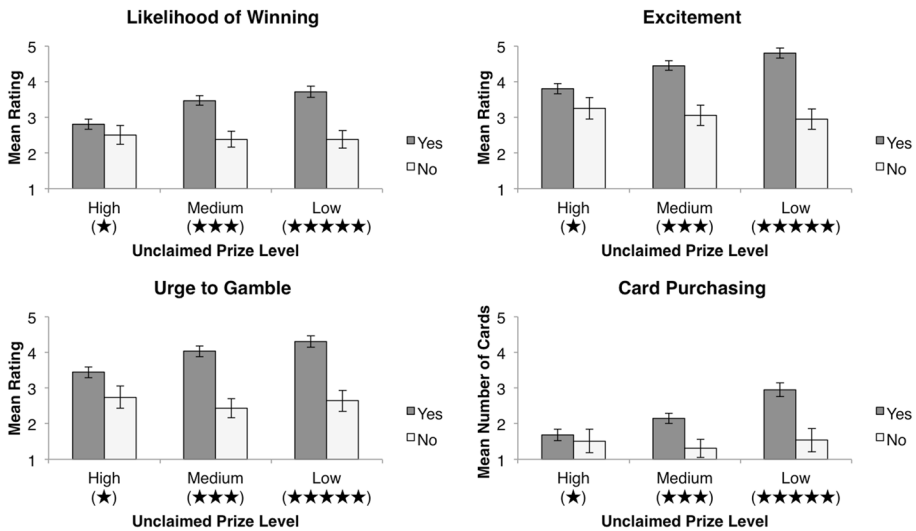 Likelihood of Winning
Mean Rating
5
4
3
2
1
Yes
No
High
(★)
Medium
(★★★)
Low
(★★★★★)
Unclaimed Prize Level
Excitement
Mean Rating
5
4
3
2
1
Yes
No
High
(★)
Medium
(★★★)
Low
(★★★★★)
Unclaimed Prize Level
Urge to Gamble
Mean Rating
5
4
3
2
1
Yes
No
High
(★)
Medium
(★★★)
Low
(★★★★★)
Unclaimed Prize Level
Card Purchasing
Mean Number of Cards
5
4
3
2
1
Yes
No
High
(★)
Medium
(★★★)
Low
(★★★★★)
Unclaimed Prize Level